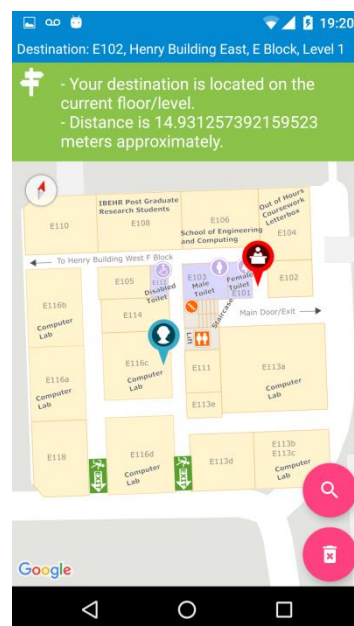 19:20
Destination: E102, Henry Building East, E Block, Level 1
- Your destination is located on the
current floor/level.
- Distance is 14.931257392159523
meters approximately.
IBEHR Post Graduate
Research Students
E108
E110
E106
School of Engineering
and Computing
Out of Hours
Coursework
Letterbox
E104
To Henry Building West F Block
E105
E112
Disabled
Toilet
E103
Male
Toilet
Female
Toilet
E101
E102
E116b
Computer
Lab
E114
Staircase
Main Door/Exit
Lift
E116c
Computer
Lab
E116a
Computer
Lab
E111
E113a
Computer
Lab
E113e
E118
E116d
Computer
Lab
E113d
E113b
E113c
Computer
Lab
Google